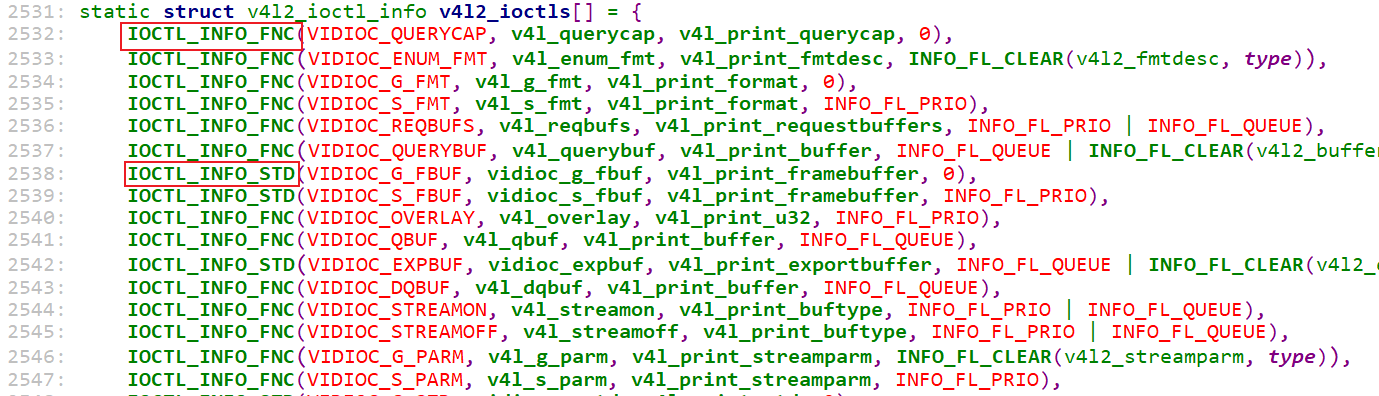 2531: static struct v4l2_ioctl_info v4l2_ioctls[] = {
2532: IOCTL_INFO_FNC(VIDIOC_QUERYCAP, v4l_querycap, v4l_print_querycap, 0),
2533: IOCTL_INFO_FNC(VIDIOC_ENUM_FMT, v4l_enum_fmt, v4l_print_fmtdesc, INFO_FL_CLEAR(v4l2_fmtdesc, type)),
2534: IOCTL_INFO_FNC(VIDIOC_G_FMT, v4l_g_fmt, v4l_print_format, 0),
2535: IOCTL_INFO_FNC(VIDIOC_S_FMT, v4l_s_fmt, v4l_print_format, INFO_FL_PRIO),
2536: IOCTL_INFO_FNC(VIDIOC_REQBUFS, v4l_reqbufs, v4l_print_requestbuffers, INFO_FL_PRIO | INFO_FL_QUEUE),
2537: IOCTL_INFO_FNC(VIDIOC_QUERYBUF, v4l_querybuf, v4l_print_buffer, INFO_FL_QUEUE | INFO_FL_CLEAR(v4l2_buffer
2538: IOCTL_INFO_STD(VIDIOC_G_FBUF, vidioc_g_fbuf, v4l_print_framebuffer, 0),
2539: IOCTL_INFO_STD(VIDIOC_S_FBUF, vidioc_s_fbuf, v4l_print_framebuffer, INFO_FL_PRIO),
2540: IOCTL_INFO_FNC(VIDIOC_OVERLAY, v4l_overlay, v4l_print_u32, INFO_FL_PRIO),
2541: IOCTL_INFO_FNC(VIDIOC_QBUF, v4l_qbuf, v4l_print_buffer, INFO_FL_QUEUE),
2542: IOCTL_INFO_STD(VIDIOC_EXPBUF, vidioc_expbuf, v4l_print_exportbuffer, INFO_FL_QUEUE | INFO_FL_CLEAR(v4l2_
2543: IOCTL_INFO_FNC(VIDIOC_DQBUF, v4l_dqbuf, v4l_print_buffer, INFO_FL_QUEUE),
2544: IOCTL_INFO_FNC(VIDIOC_STREAMON, v4l_streamon, v4l_print_buftype, INFO_FL_PRIO | INFO_FL_QUEUE),
2545: IOCTL_INFO_FNC(VIDIOC_STREAMOFF, v4l_streamoff, v4l_print_buftype, INFO_FL_PRIO | INFO_FL_QUEUE),
2546: IOCTL_INFO_FNC(VIDIOC_G_PARM, v4l_g_parm, v4l_print_streamparm, INFO_FL_CLEAR(v4l2_streamparm, type)),
2547: IOCTL_INFO_FNC(VIDIOC_S_PARM, v4l_s_parm, v4l_print_streamparm, INFO_FL_PRIO),